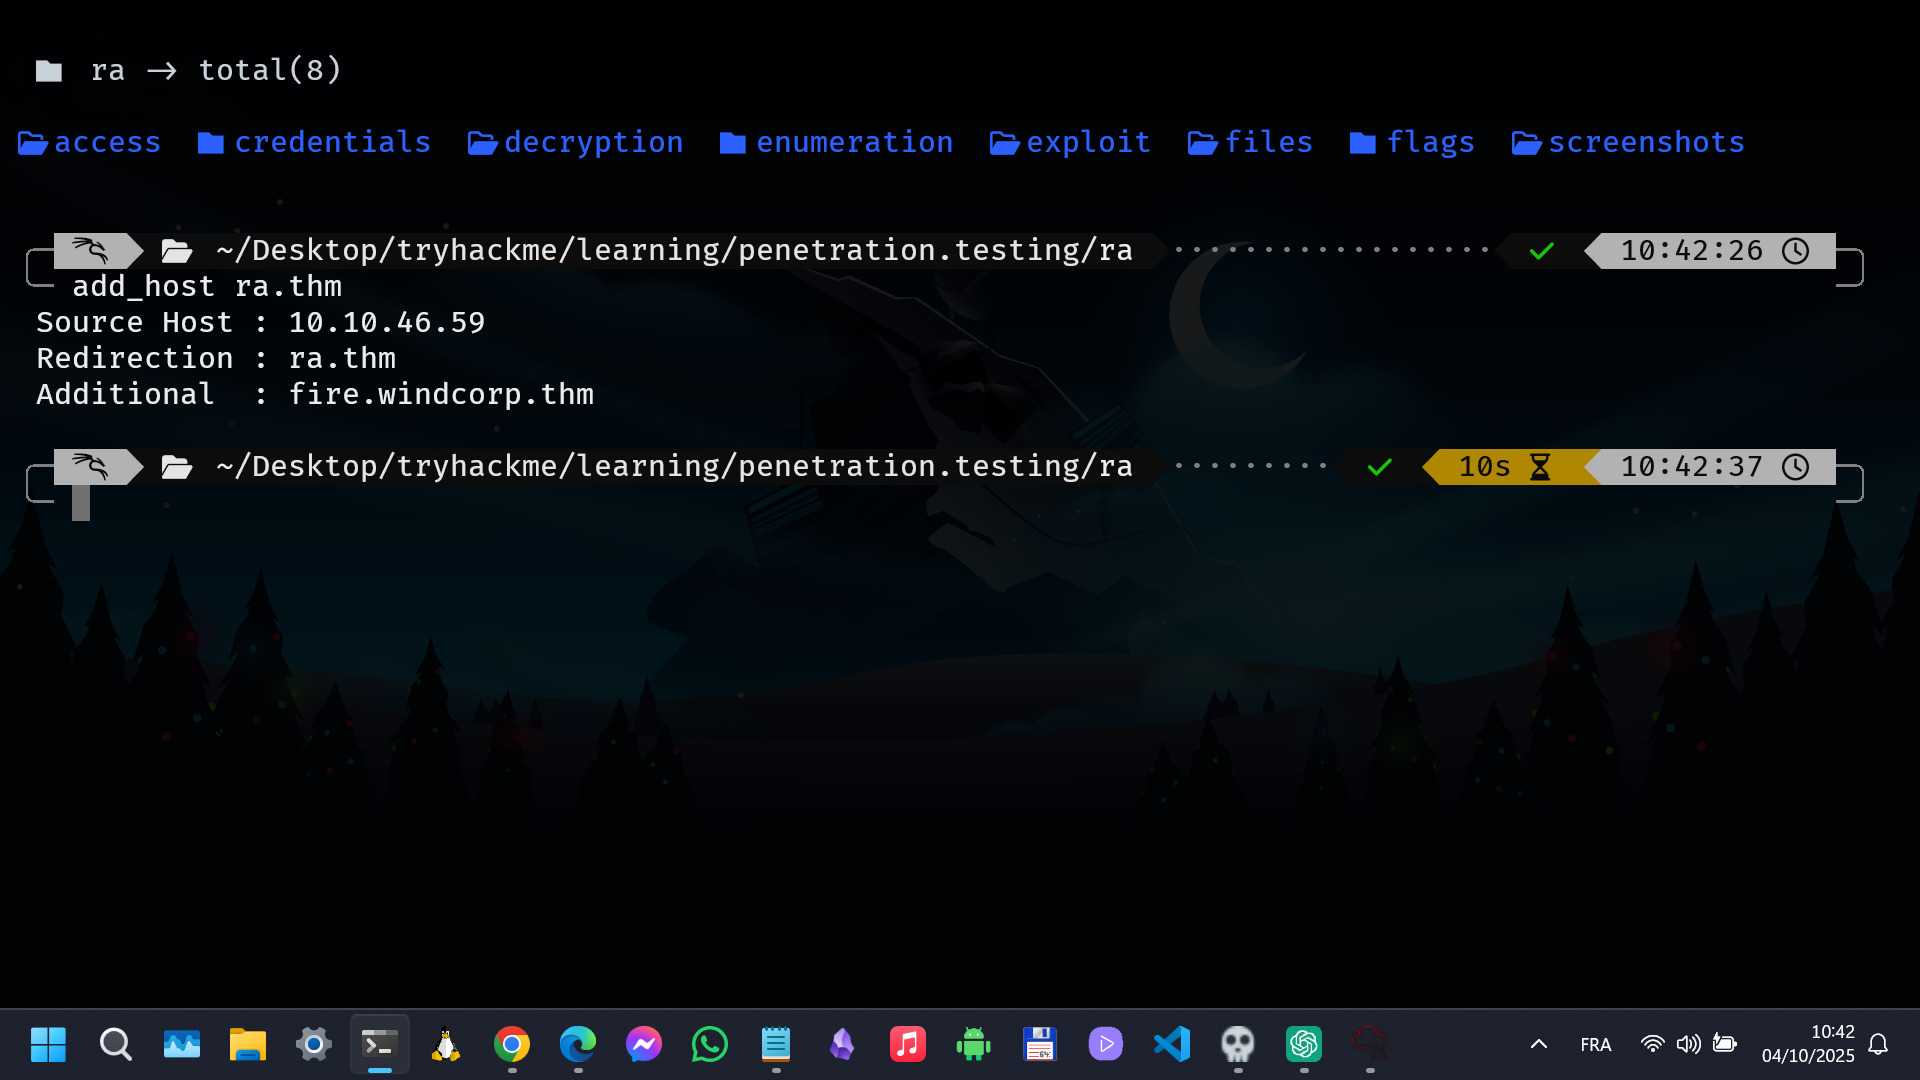 ra → total(8)
access credentials decryption enumeration exploit files flags screenshots
~/Desktop/tryhackme/learning/penetration.testing/ra 10:42:26
add_host ra.thm
Source Host : 10.10.46.59
Redirection : ra.thm
Additional : fire.windcorp.thm
~/Desktop/tryhackme/learning/penetration.testing/ra 10s 10:42:37
64
FRA
10:42
04/10/2025